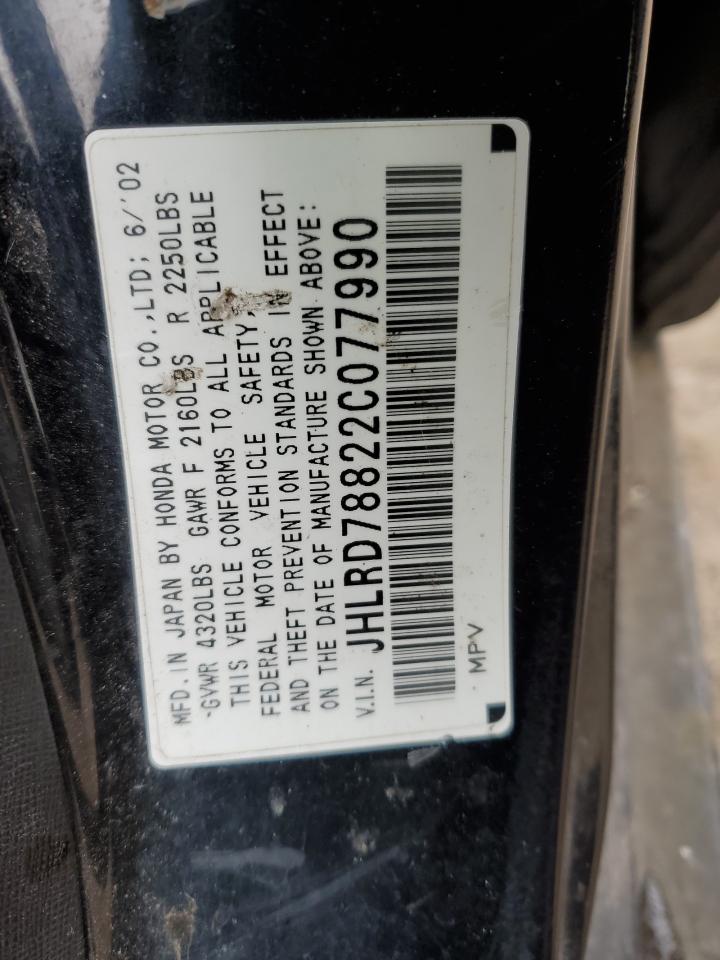 MFD. IN JAPAN BY HONDA MOTOR CO.,LTD; 6/'02
GVWR 4320LBS GAWR F 2160LBS R 2250LBS
THIS VEHICLE CONFORMS TO ALL APPLICABLE
FEDERAL MOTOR VEHICLE SAFETY,
AND THEFT PREVENTION STANDARDS IN EFFECT
ON THE DATE OF MANUFACTURE SHOWN ABOVE:
V.I.N. JHLRD78822C077990
MPV